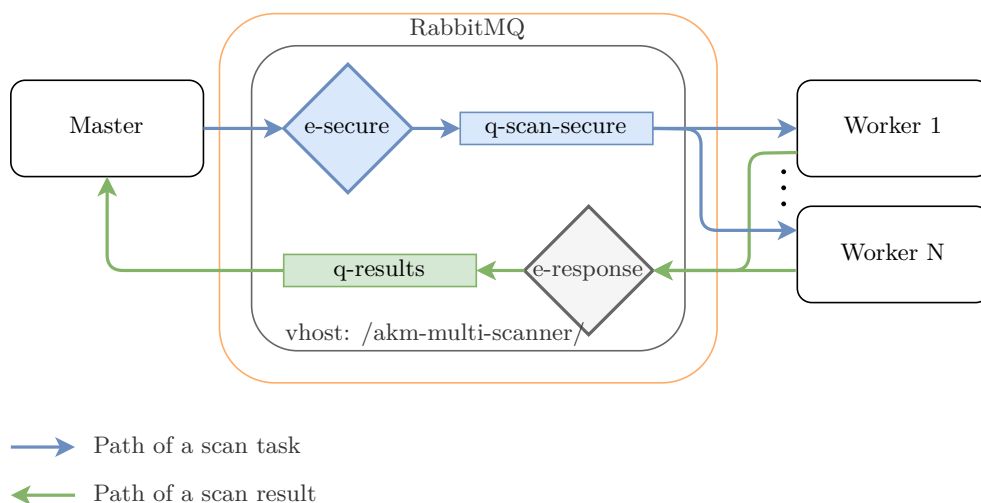 RabbitMQ
Master
e-secure
q-scan-secure
Worker 1
q-results
e-response
Worker N
vhost: /akm-multi-scanner/
Path of a scan task
Path of a scan result